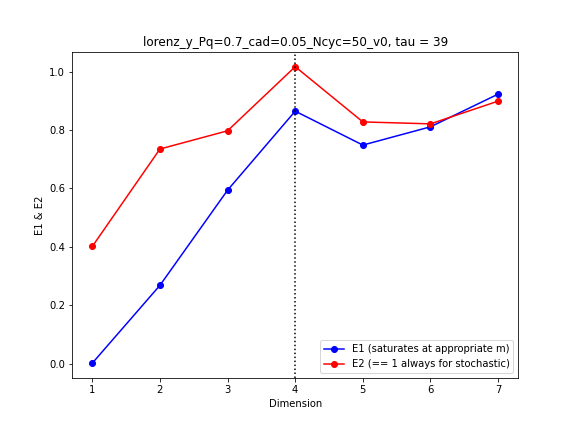 lorenz_y_Pq=0.7_cad=0.05_Ncyc=50_v0, tau = 39
1.0
0.8
0.6
0.4
0.2
0.0
E1 & E2
E1 (saturates at appropriate m)
E2 (== 1 always for stochastic)
1 2 3 4 5 6 7
Dimension